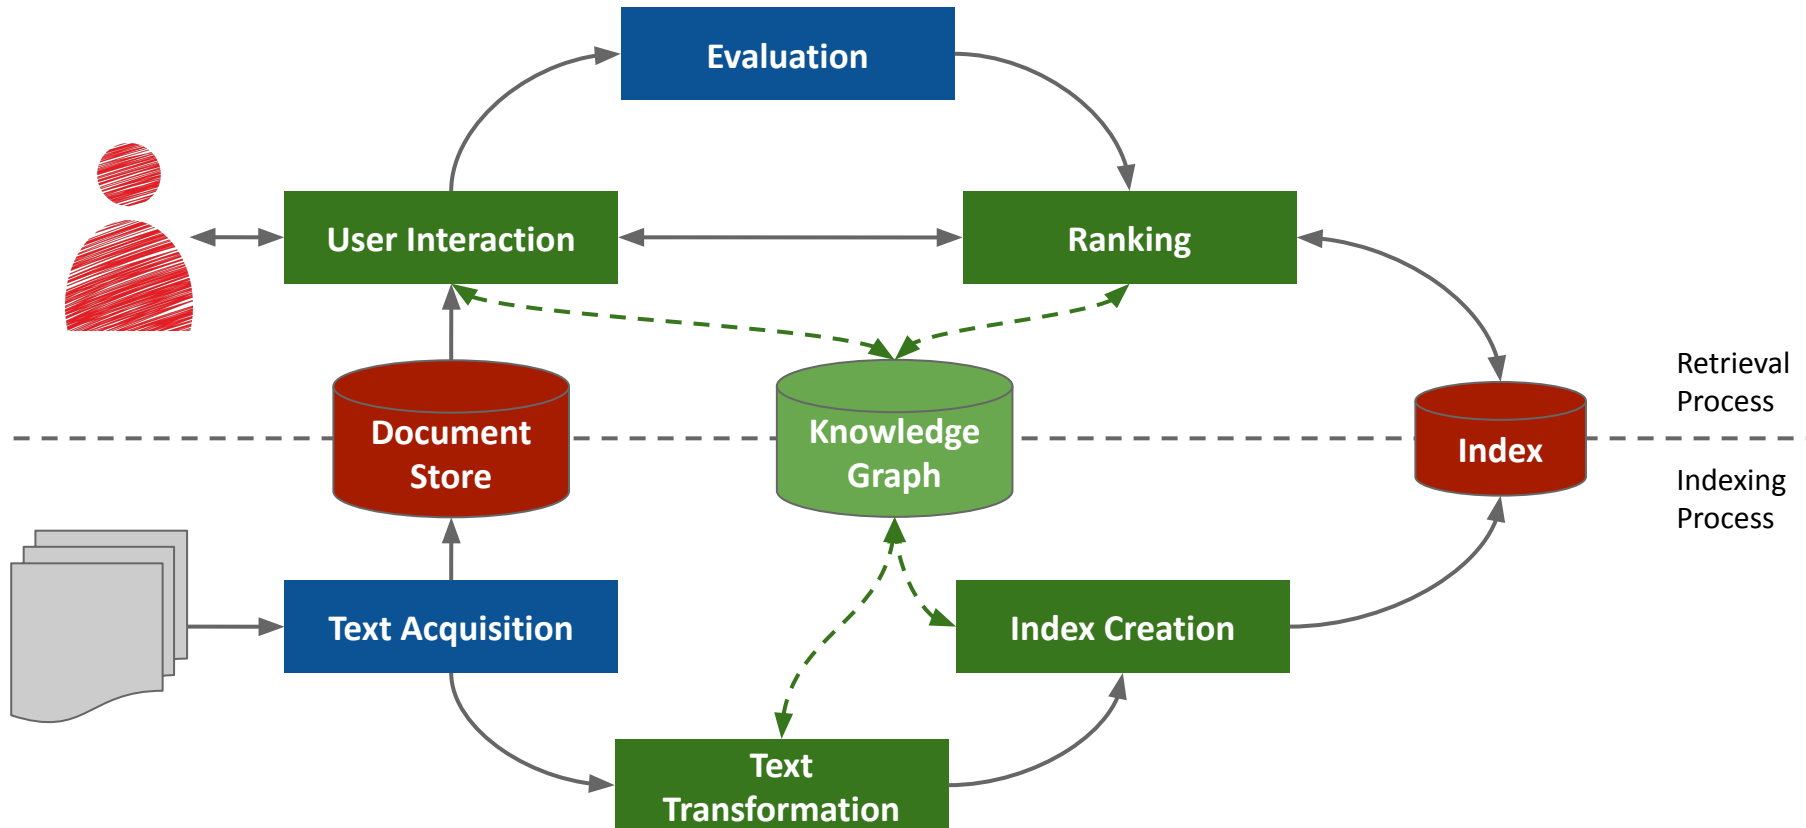 Evaluation
User Interaction
Ranking
Retrieval
Process
Document
Store
Knowledge
Graph
Index
Indexing
Process
Text Acquisition
Index Creation
Text
Transformation